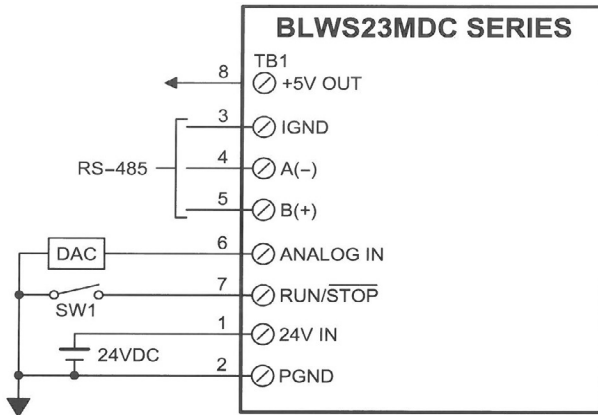 BLWS23MDC SERIES
TB1
8 +5V OUT
3 IGND
RS-485
4 A(-)
5 B(+)
DAC
6 ANALOG IN
SW1
7 RUN/STOP
1 24V IN
24VDC
2 PGND